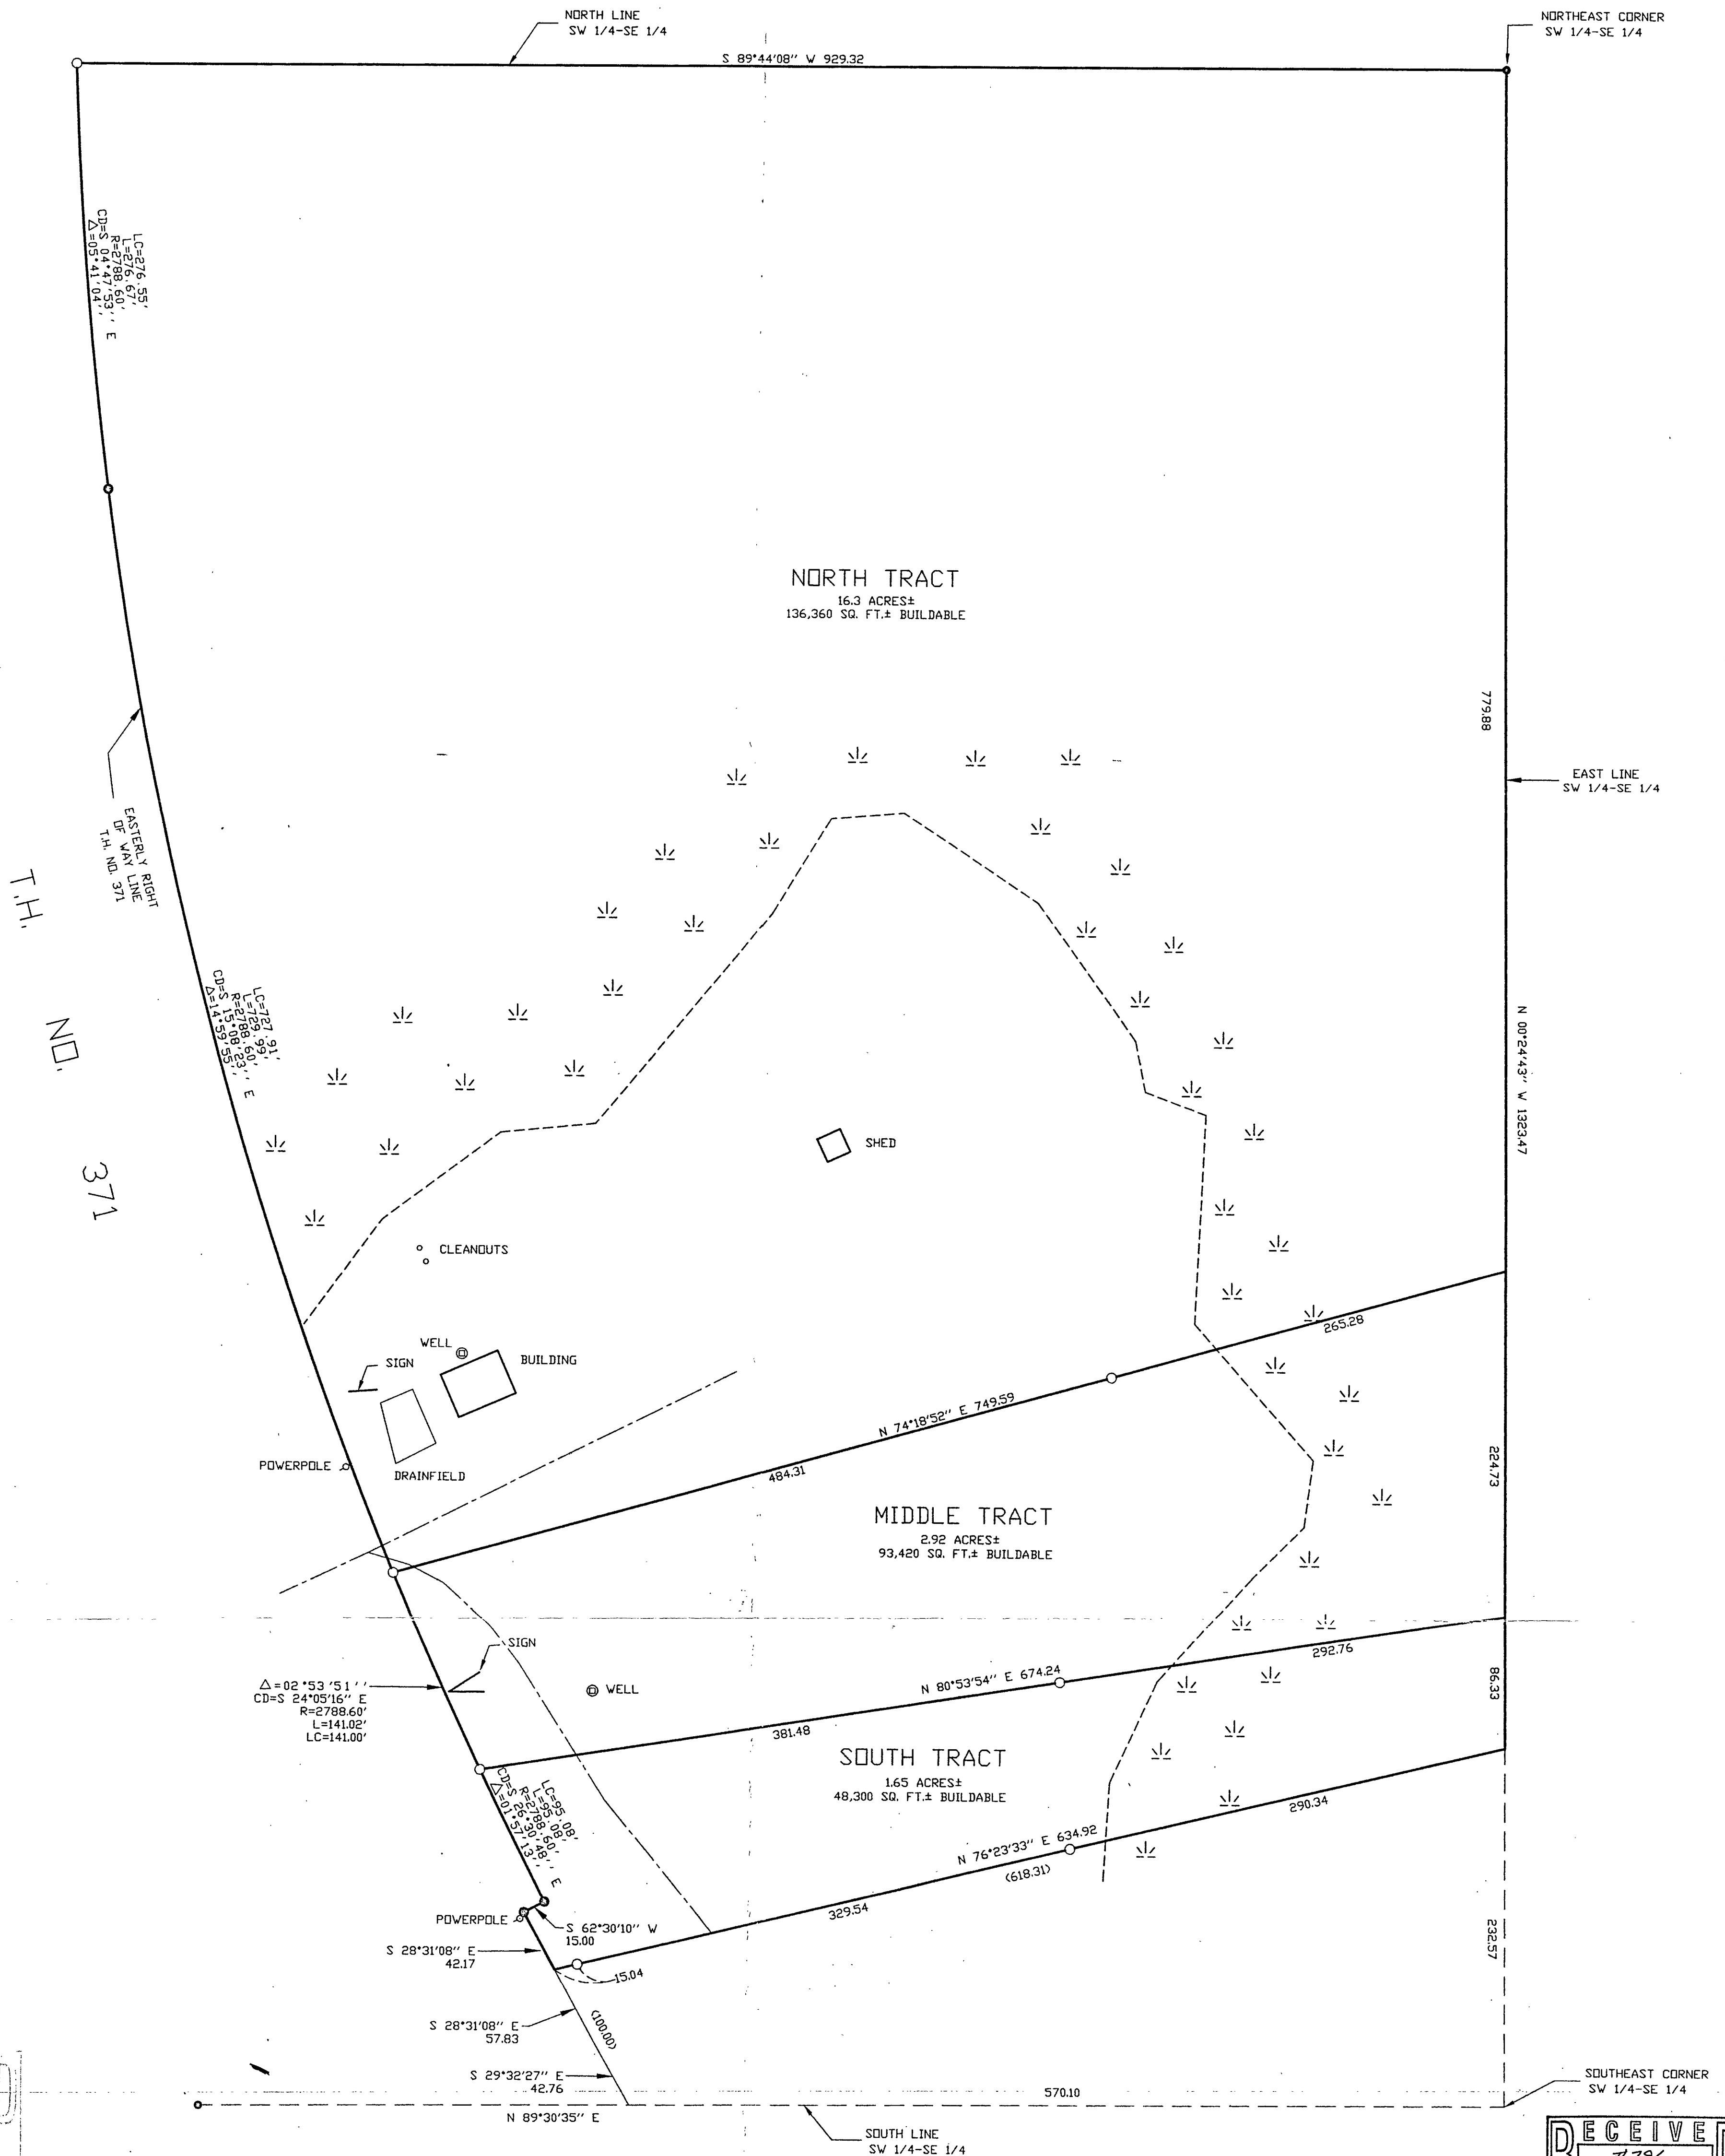 NORTH LINE
SW 1/4-SE 1/4
NORTHEAST CORNER
SW 1/4-SE 1/4
S 89°44'08'' W 929.32
LC=276.55'
L=276.67'
R=2788.60'
CD=S 04°47'53'' E
Δ=05°41'04''
NORTH TRACT
16.3 ACRES±
136,360 SQ. FT.± BUILDABLE
779.88
EAST LINE
SW 1/4-SE 1/4
EASTERLY RIGHT
OF WAY LINE
T.H. NO. 371
T.H. NO. 371
LC=727.91'
L=729.99'
R=2788.60'
CD=S 15°08'23'' E
Δ=14°59'55''
N 00°24'43'' W 1323.47
SHED
CLEANOUTS
WELL
BUILDING
SIGN
265.28
N 74°18'52'' E 749.59
484.31
POWERPOLE
DRAINFIELD
224.73
MIDDLE TRACT
2.92 ACRES±
93,420 SQ. FT.± BUILDABLE
SIGN
Δ=02°53'51''
CD=S 24°05'16'' E
R=2788.60'
L=141.02'
LC=141.00'
WELL
292.76
N 80°53'54'' E 674.24
381.48
86.33
SOUTH TRACT
1.65 ACRES±
48,300 SQ. FT.± BUILDABLE
LC=95.08'
L=95.08'
R=2788.60'
CD=S 26°30'48'' E
Δ=01°57'13''
290.34
N 76°23'33'' E 634.92
(618.31)
329.54
POWERPOLE
S 62°30'10'' W
15.00
S 28°31'08'' E
42.17
15.04
232.57
S 28°31'08'' E
57.83
(100.00)
S 29°32'27'' E
42.76
570.10
N 89°30'35'' E
SOUTHEAST CORNER
SW 1/4-SE 1/4
SOUTH LINE
SW 1/4-SE 1/4
RECEIVE